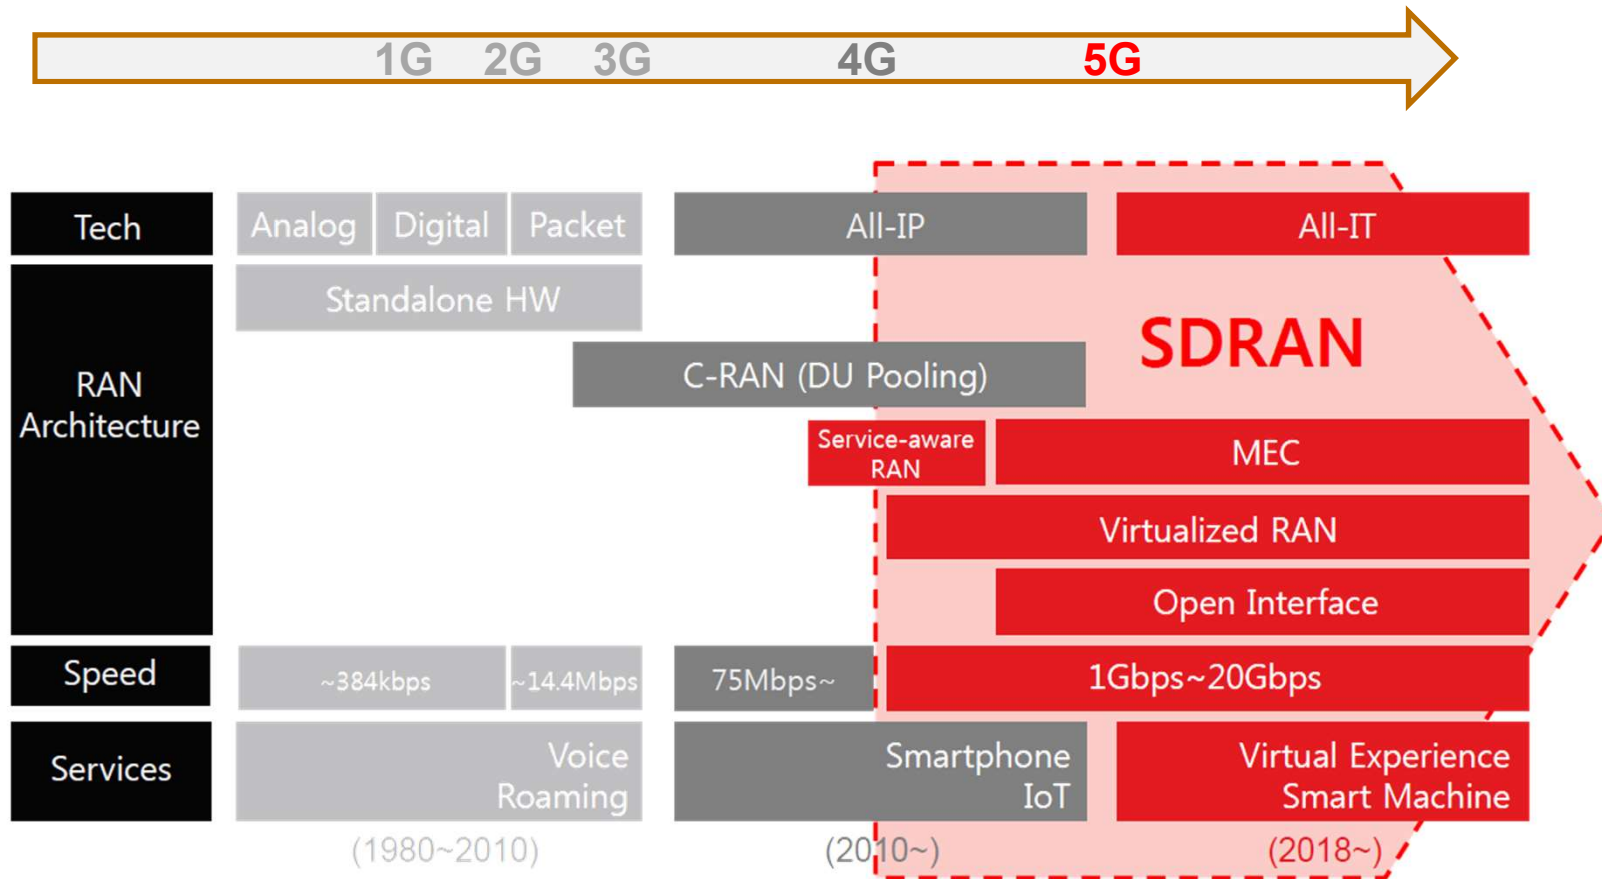 1G 2G 3G 4G 5G
Tech
Analog
Digital
Packet
All-IP
All-IT
RAN
Architecture
Standalone HW
SDRAN
C-RAN (DU Pooling)
Service-aware
RAN
MEC
Virtualized RAN
Open Interface
Speed
~384kbps
~14.4Mbps
75Mbps~
1Gbps~20Gbps
Services
Voice
Roaming
Smartphone
IoT
Virtual Experience
Smart Machine
(1980~2010)
(2010~)
(2018~)